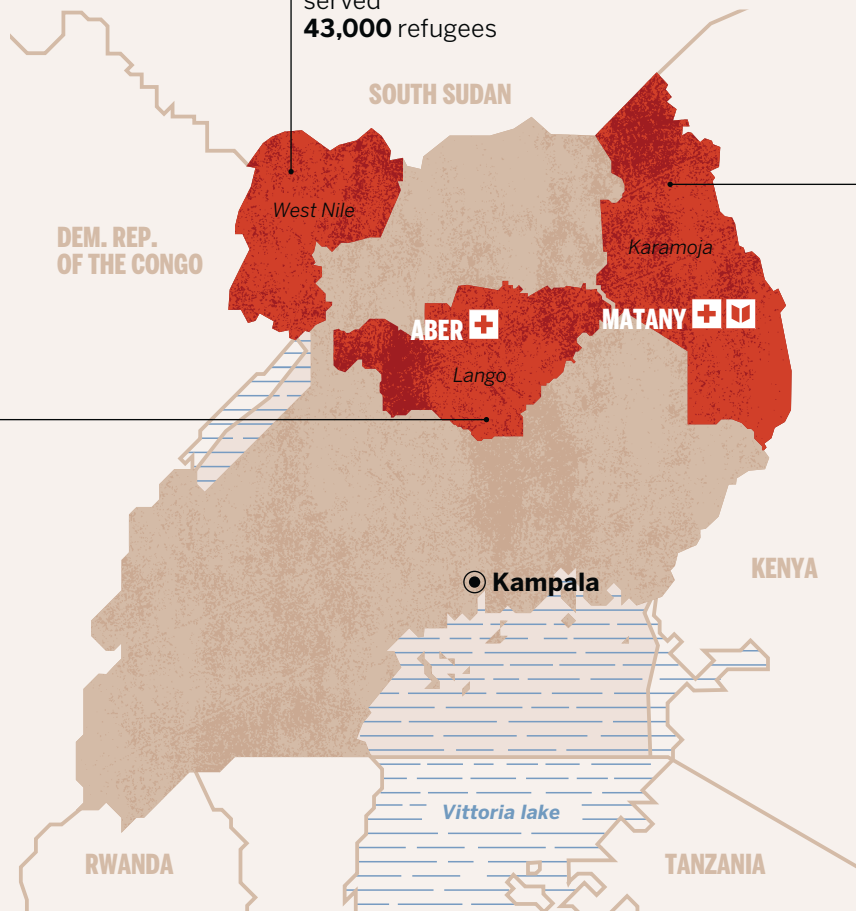 served
43,000 refugees
SOUTH SUDAN
West Nile
DEM. REP.
OF THE CONGO
Karamoja
ABER
MATANY
Lango
KENYA
Kampala
Vittoria lake
RWANDA
TANZANIA